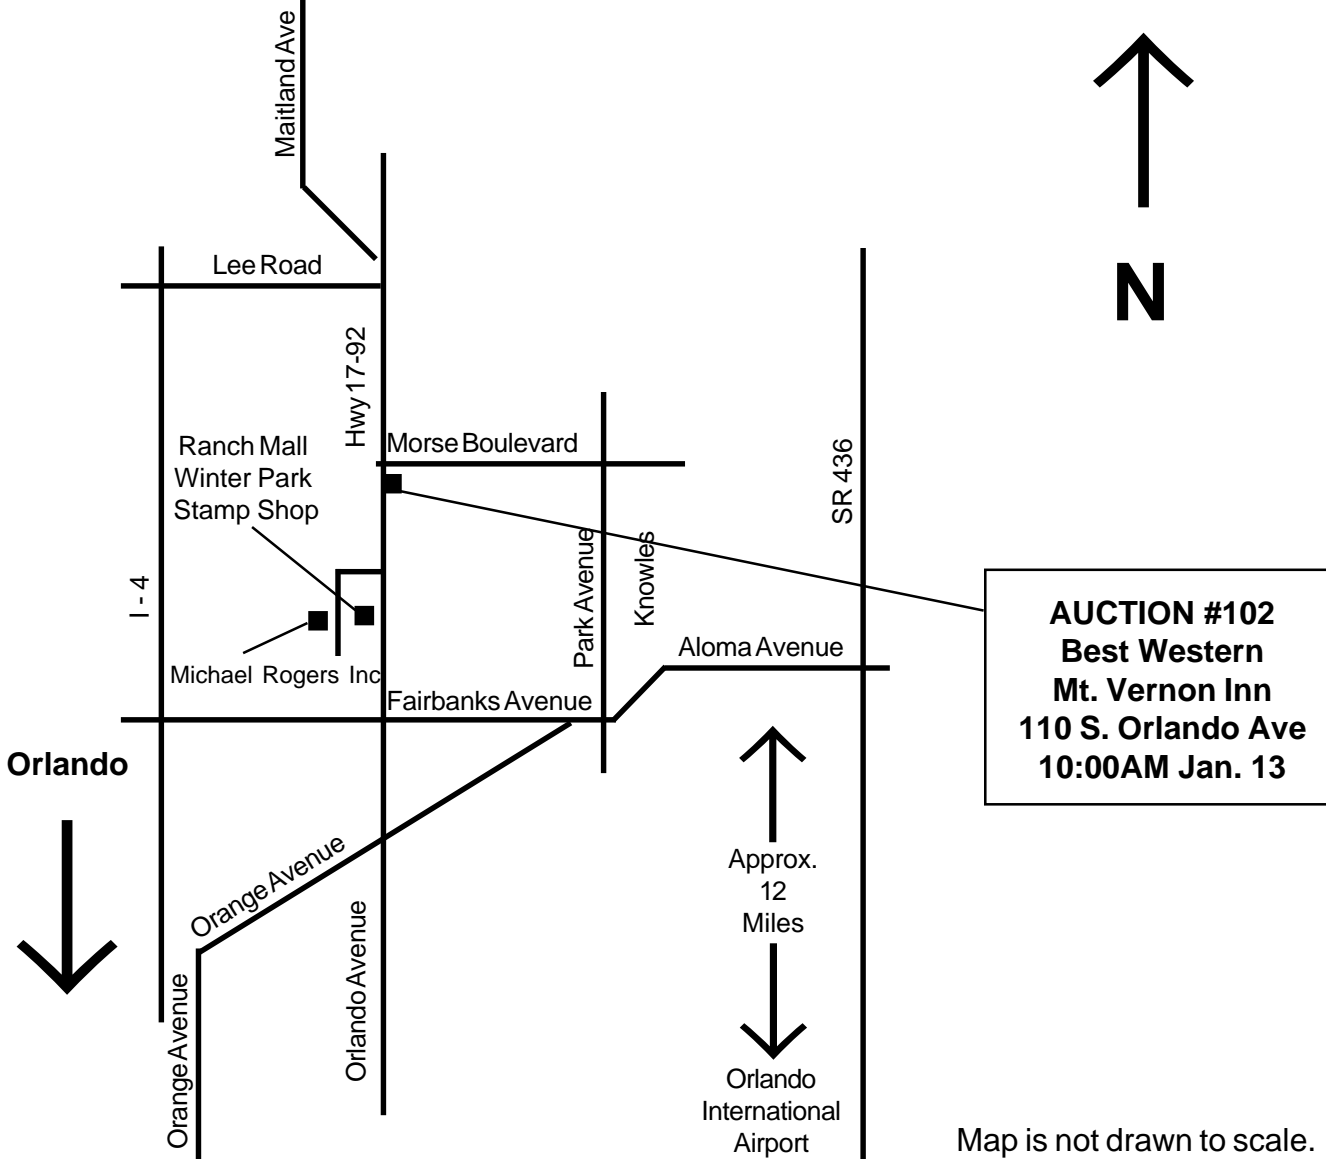 Maitland Ave
N
Lee Road
Hwy 17-92
Morse Boulevard
Ranch Mall
Winter Park
Stamp Shop
SR 436
I - 4
Park Avenue
Knowles
AUCTION #102
Best Western
Mt. Vernon Inn
110 S. Orlando Ave
10:00AM Jan. 13
Aloma Avenue
Michael Rogers Inc
Fairbanks Avenue
Orlando
Orange Avenue
Approx.
12
Miles
Orlando Avenue
Orange Avenue
Orlando
International
Airport
Map is not drawn to scale.